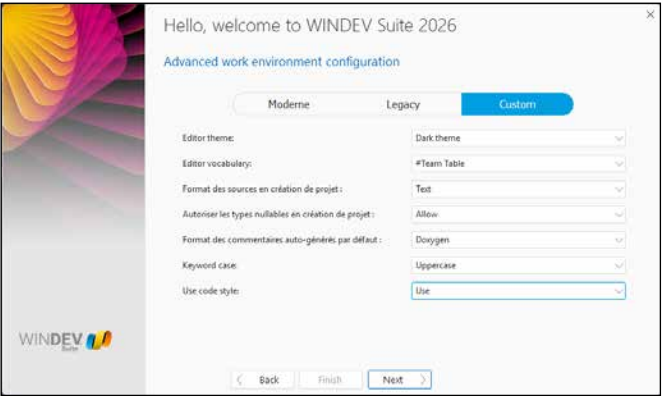 Hello, welcome to WINDEV Suite 2026
Advanced work environment configuration
Moderne Legacy Custom
Editor theme: Dark theme
Editor vocabulary: #Team Table
Format des sources en création de projet : Text
Autoriser les types nullables en création de projet : Allow
Format des commentaires auto-générés par défaut : Doxygen
Keyword case: Uppercase
Use code style: Use
WINDEV
Suite
Back Finish Next